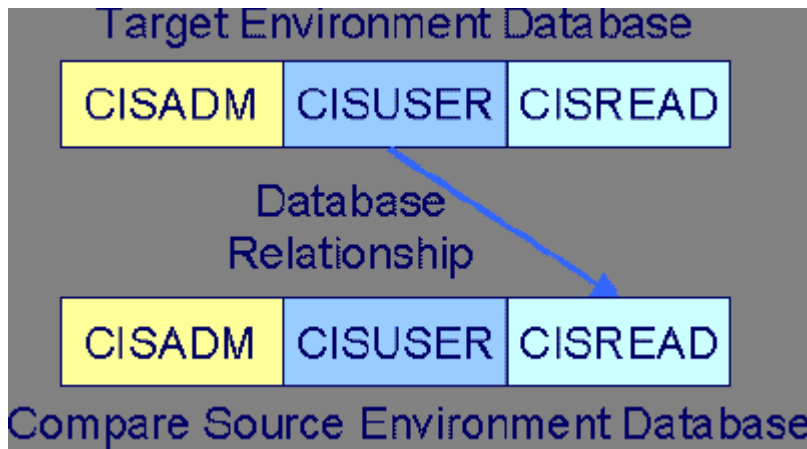 Target Environment Database
CISADM CISUSER CISREAD
Database
Relationship
CISADM CISUSER CISREAD
Compare Source Environment Database